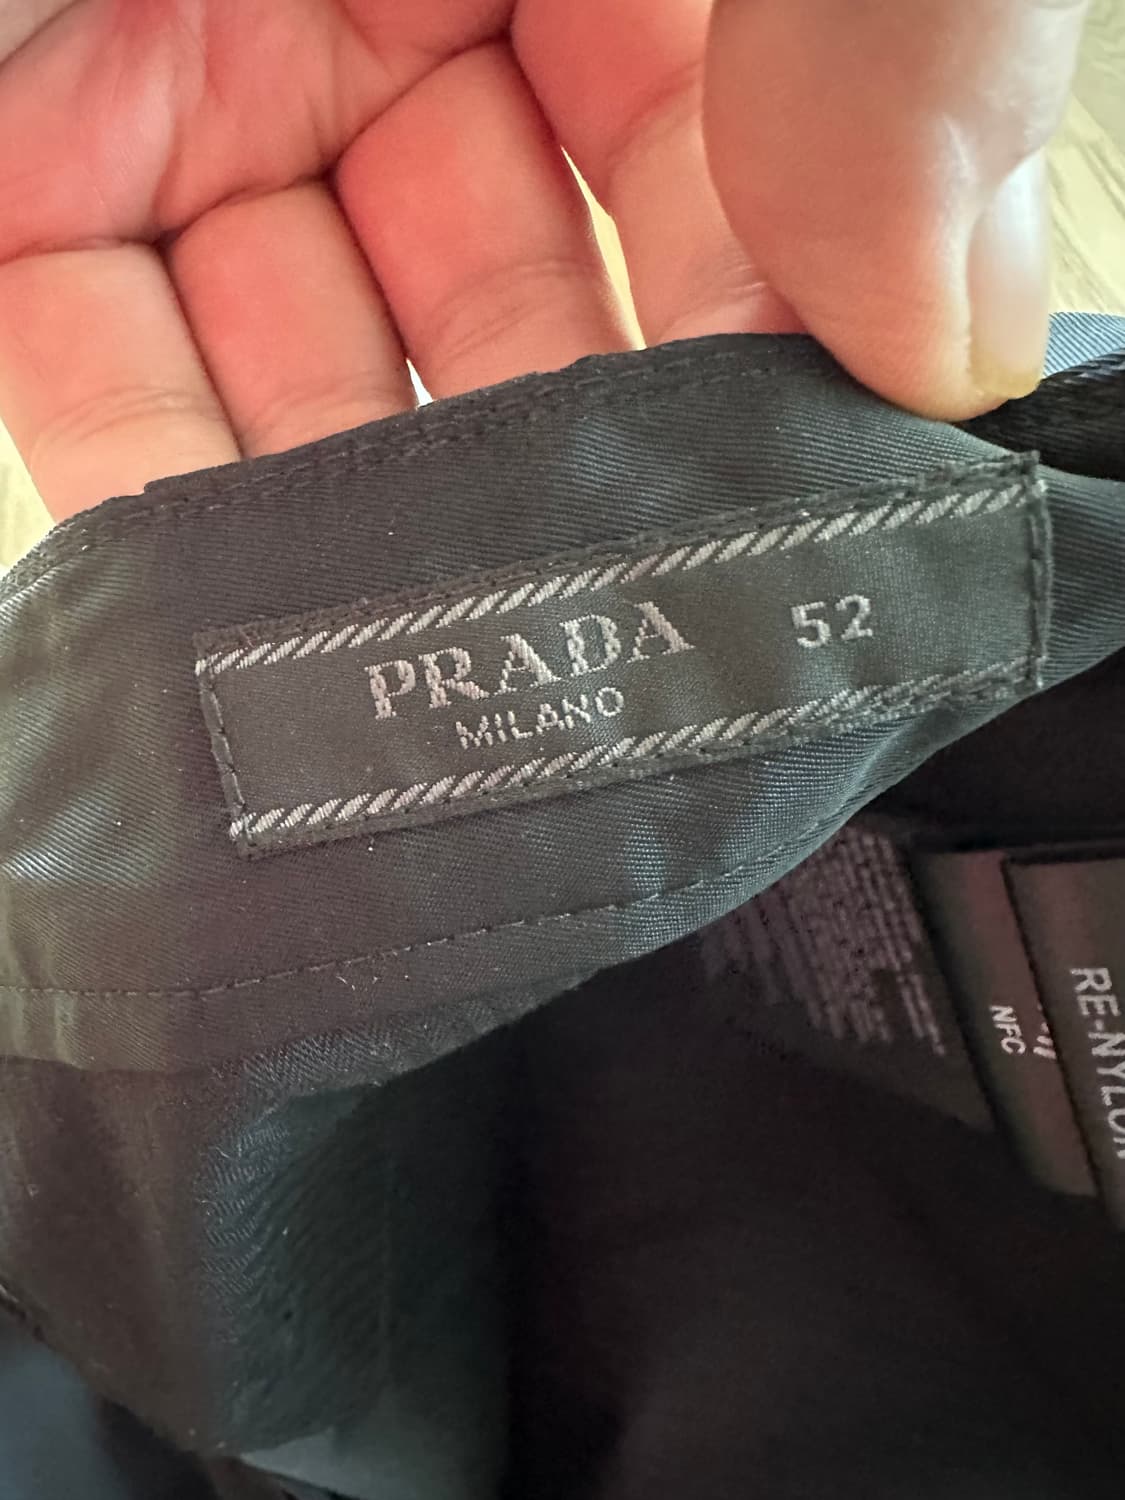 PRADA 52
MILANO
NFC
RE-NYLON